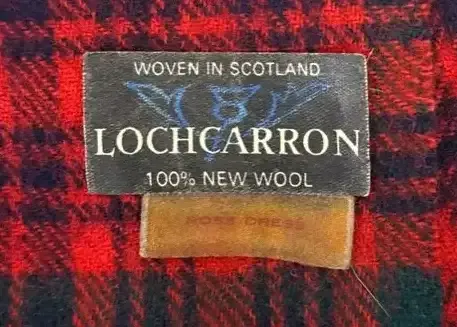 WOVEN IN SCOTLAND
LOCHCARRON
100% NEW WOOL
ROSS DRESS